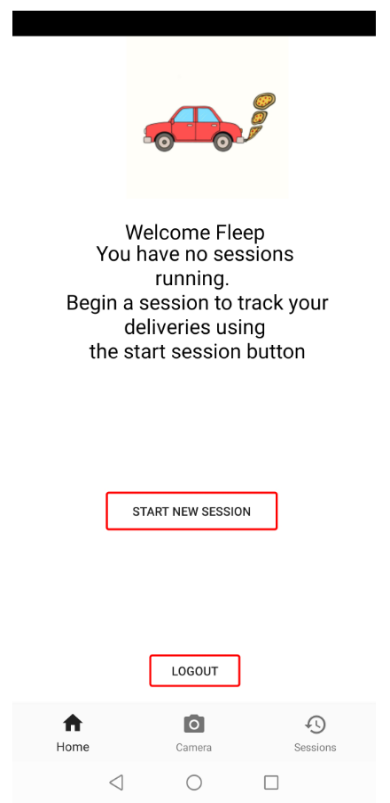 Welcome Fleep
You have no sessions
running.
Begin a session to track your
deliveries using
the start session button
START NEW SESSION
LOGOUT
Home
Camera
Sessions